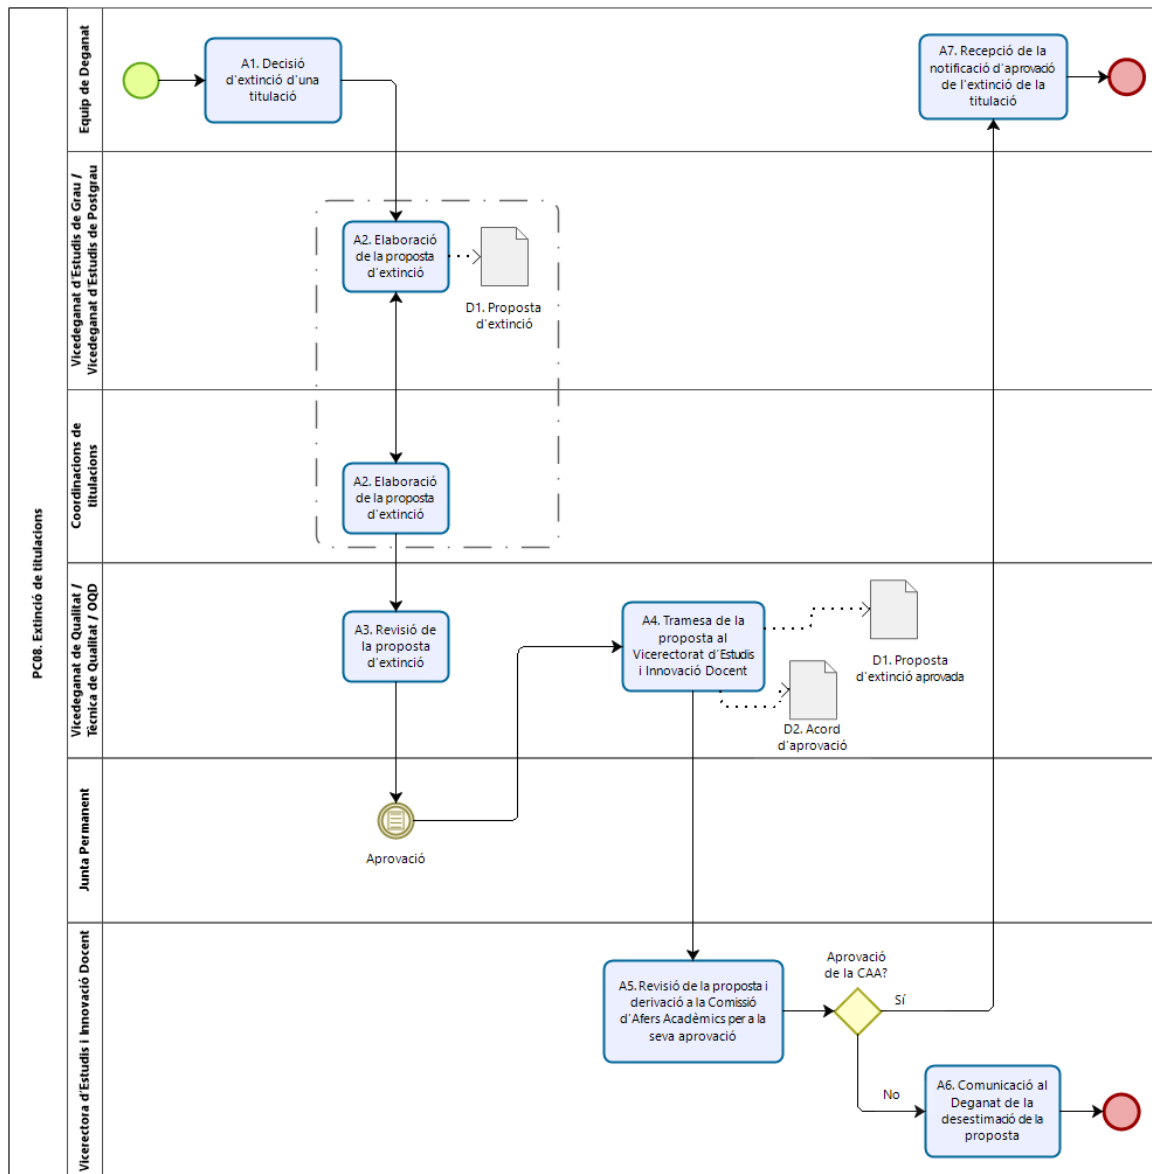 PC08. Extinció de titulacions
Equip de Deganat
A1. Decisió
d'extinció d'una
titulació
A7. Recepció de la
notificació d'aprovació
de l'extinció de la
titulació
Vicedeganat d'Estudis de Grau /
Vicedeganat d'Estudis de Postgrau
A2. Elaboració
de la proposta
d'extinció
D1. Proposta
d'extinció
Coordinacions de
titulacions
A2. Elaboració
de la proposta
d'extinció
Vicedeganat de Qualitat /
Tècnica de Qualitat / OQD
A3. Revisió de
la proposta
d'extinció
A4. Tramesa de la
proposta al
Vicerectorat d'Estudis
i Innovació Docent
D1. Proposta
d'extinció aprovada
D2. Acord
d'aprovació
Junta Permanent
Aprovació
Vicerectora d'Estudis i Innovació Docent
A5. Revisió de la proposta i
derivació a la Comissió
d'Afers Acadèmics per a la
seva aprovació
Aprovació
de la CAA?
Sí
No
A6. Comunicació al
Deganat de la
desestimació de la
proposta